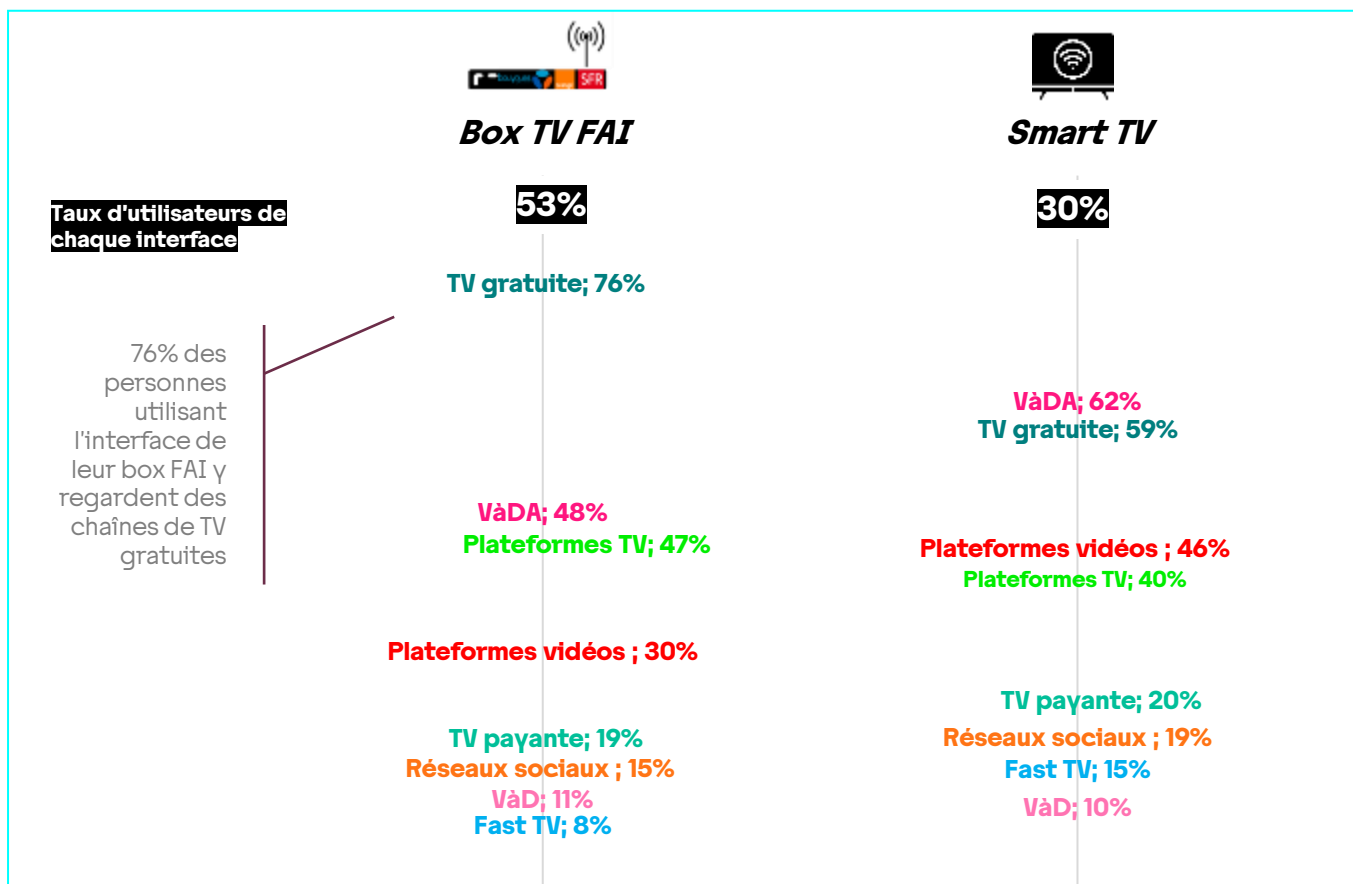 SFR
Box TV FAI
Smart TV
53%
30%
Taux d'utilisateurs de
chaque interface
TV gratuite; 76%
76% des
personnes
utilisant
l'interface de
leur box FAI y
regardent des
chaînes de TV
gratuites
VàDA; 48%
Plateformes TV; 47%
Plateformes vidéos ; 30%
TV payante; 19%
Réseaux sociaux ; 15%
VàD; 11%
Fast TV; 8%
VàDA; 62%
TV gratuite; 59%
Plateformes vidéos ; 46%
Plateformes TV; 40%
TV payante; 20%
Réseaux sociaux ; 19%
Fast TV; 15%
VàD; 10%